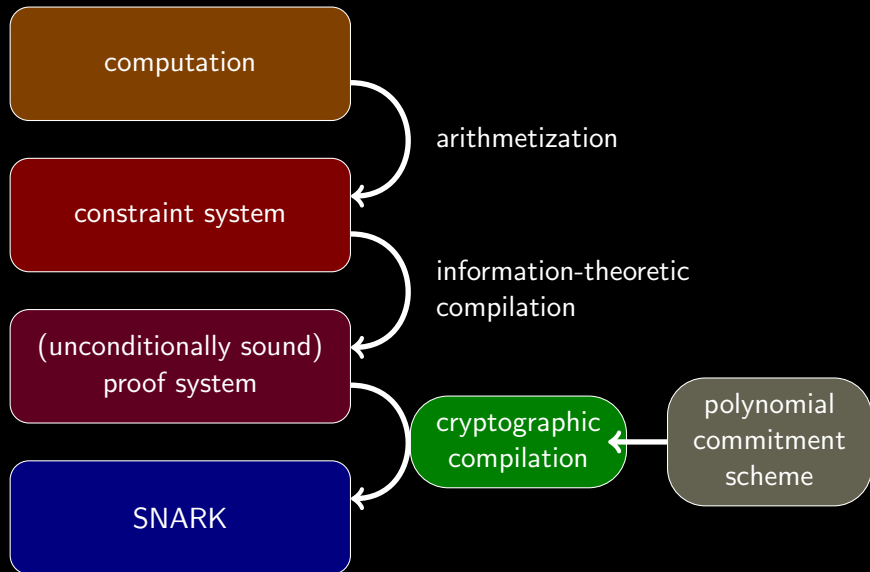 computation
arithmetization
constraint system
information-theoretic
compilation
(unconditionally sound)
proof system
cryptographic
compilation
polynomial
commitment
scheme
SNARK